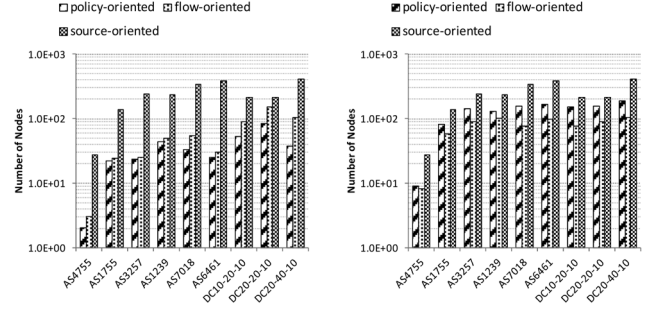 policy-oriented flow-oriented
source-oriented
1.0E+03
1.0E+02
1.0E+01
1.0E+00
Number of Nodes
AS4755
AS1755
AS3257
AS1239
AS7018
AS6461
DC10-20-10
DC20-20-10
DC20-40-10
policy-oriented flow-oriented
source-oriented
1.0E+03
1.0E+02
1.0E+01
1.0E+00
Number of Nodes
AS4755
AS1755
AS3257
AS1239
AS7018
AS6461
DC10-20-10
DC20-20-10
DC20-40-10